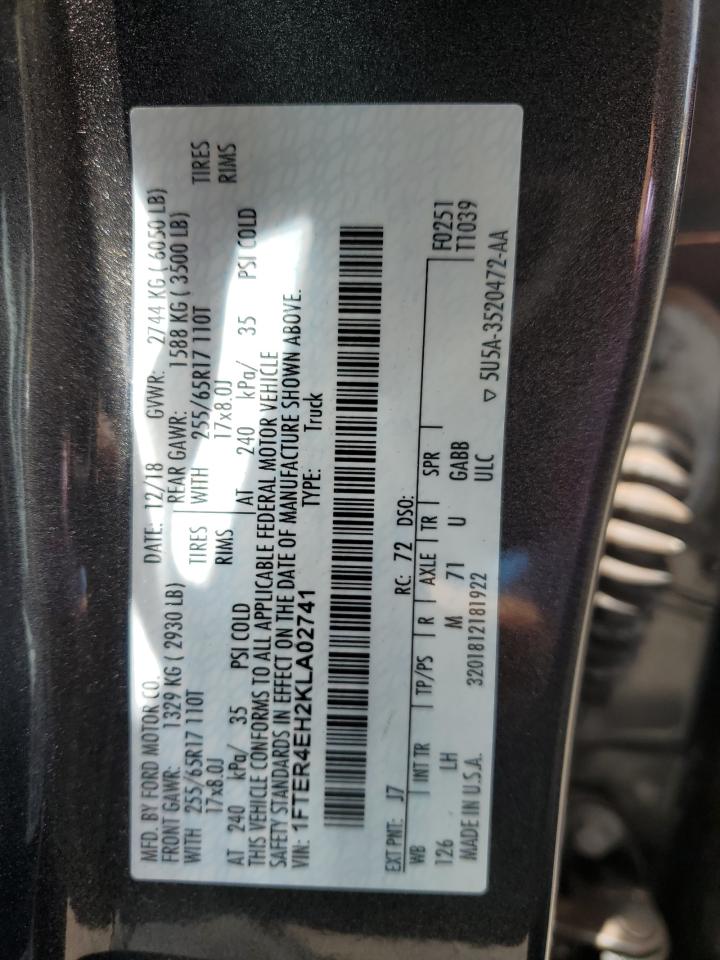 MFD. BY FORD MOTOR CO. DATE: 12/18 GVWR: 2744 KG ( 6050 LB)
FRONT GAWR: 1329 KG ( 2930 LB) REAR GAWR: 1588 KG ( 3500 LB)
WITH 255/65R17 110T TIRES WITH 255/65R17 110T TIRES
17x8.0J RIMS 17x8.0J RIMS
AT 240 kPa/ 35 PSI COLD AT 240 kPa/ 35 PSI COLD
THIS VEHICLE CONFORMS TO ALL APPLICABLE FEDERAL MOTOR VEHICLE
SAFETY STANDARDS IN EFFECT ON THE DATE OF MANUFACTURE SHOWN ABOVE.
VIN: 1FTER4EH2KLA02741 TYPE: Truck
EXT PNT: J7 RC: 72 DSO:
WB INT TR TP/PS R AXLE TR SPR F0251
126 LH M 71 U GABB T1039
MADE IN U.S.A. 3201812181922 ULC ▽ 5U5A-3520472-AA